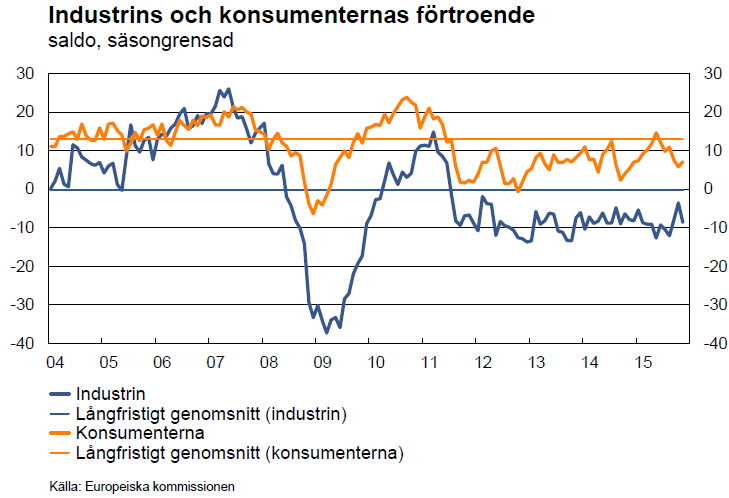 Industrins och konsumenternas förtroende
saldo, säsongrensad
30 30
20 20
10 10
0 0
-10 -10
-20 -20
-30 -30
-40 -40
04 05 06 07 08 09 10 11 12 13 14 15
Industrin
Långfristigt genomsnitt (industrin)
Konsumenterna
Långfristigt genomsnitt (konsumenterna)
Källa: Europeiska kommissionen